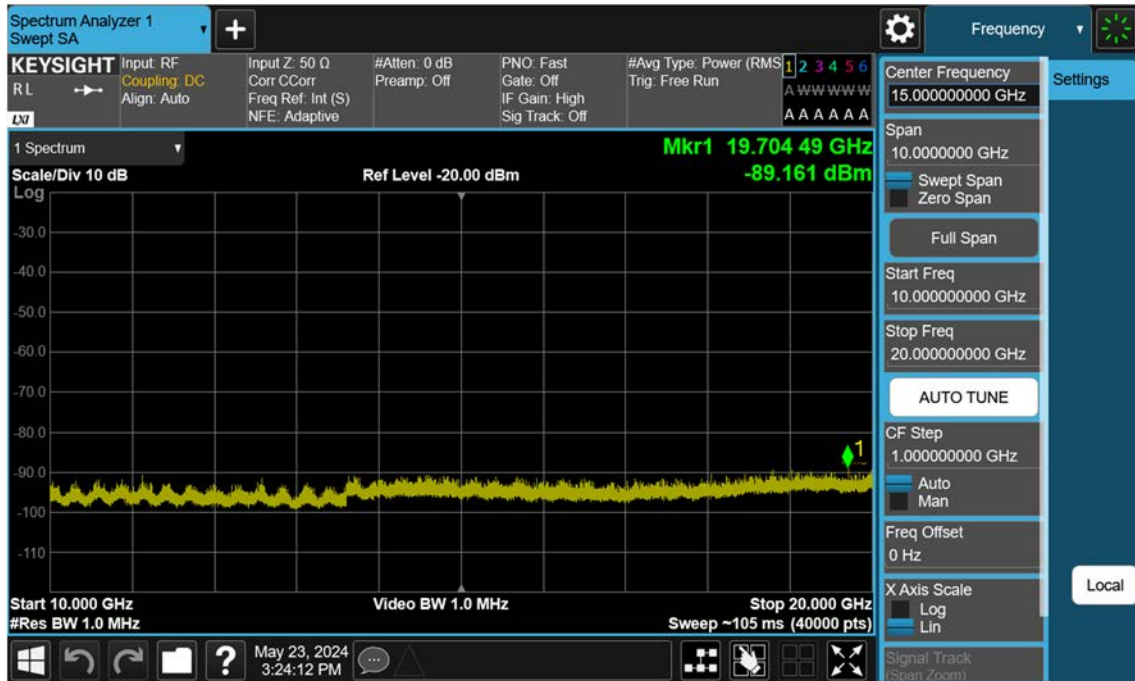 Spectrum Analyzer 1
Swept SA
Frequency
KEYSIGHT
RL
LXI
Input: RF
Coupling: DC
Align: Auto
Input Z: 50 Ω
Corr CCorr
Freq Ref: Int (S)
NFE: Adaptive
#Atten: 0 dB
Preamp: Off
PNO: Fast
Gate: Off
IF Gain: High
Sig Track: Off
#Avg Type: Power (RMS
Trig: Free Run
1 2 3 4 5 6
A W W W W W
A A A A A A
1 Spectrum
Mkr1 19.704 49 GHz
Scale/Div 10 dB
Ref Level -20.00 dBm
-89.161 dBm
Log
-30.0
-40.0
-50.0
-60.0
-70.0
-80.0
1
-90.0
-100
-110
Start 10.000 GHz
Video BW 1.0 MHz
Stop 20.000 GHz
#Res BW 1.0 MHz
Sweep ~105 ms (40000 pts)
May 23, 2024
3:24:12 PM
Center Frequency
15.000000000 GHz
Settings
Span
10.0000000 GHz
Swept Span
Zero Span
Full Span
Start Freq
10.000000000 GHz
Stop Freq
20.000000000 GHz
AUTO TUNE
CF Step
1.000000000 GHz
Auto
Man
Freq Offset
0 Hz
X Axis Scale
Log
Lin
Local
Signal Track
(Span Zoom)